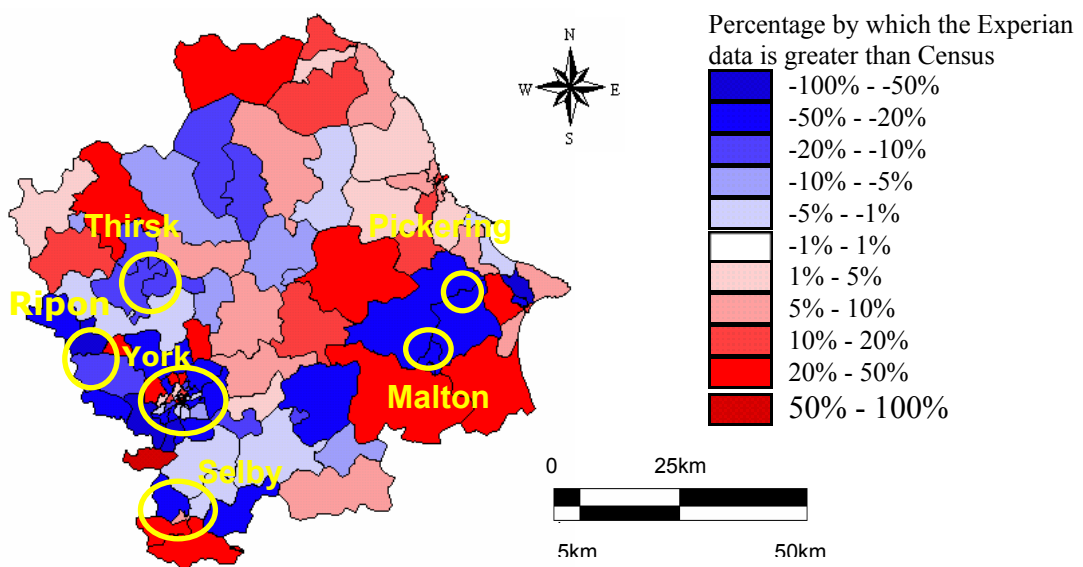 Percentage by which the Experian
data is greater than Census
-100% - -50%
-50% - -20%
-20% - -10%
-10% - -5%
-5% - -1%
-1% - 1%
1% - 5%
5% - 10%
10% - 20%
20% - 50%
50% - 100%
N
W
E
S
Thirsk
Pickering
Ripon
York
Malton
Selby
0
25km
5km
50km